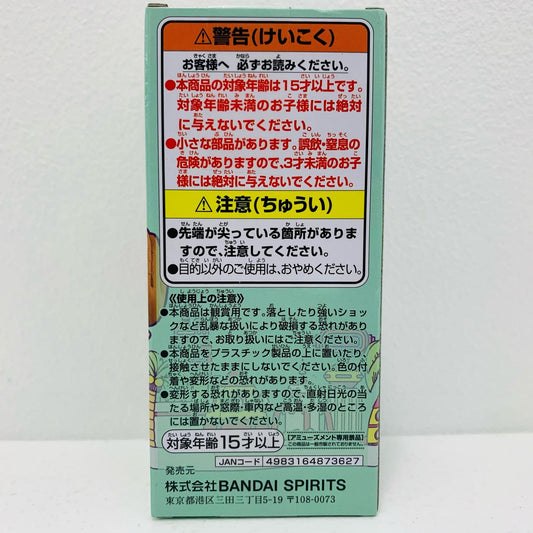 ⚠警告(けいこく)
お客様へ 必ずお読みください。
●本商品の対象年齢は15才以上です。
対象年齢未満のお子様には絶対
に与えないでください。
●小さな部品があります。誤飲・窒息の
危険がありますので、3才未満のお子
様には絶対に与えないでください。
⚠注意(ちゅうい)
●先端が尖っている箇所がありま
すので、注意してください。
●目的以外のご使用は、おやめください。
《使用上の注意》
●本商品は観賞用です。落としたり強いショッ
クなど乱暴な扱いにより破損する恐れがあり
ますので、お取り扱いにはご注意ください。
●本商品をプラスチック製品の上に置いたり、
接触させたままにしないでください。色の付
着や変形などの恐れがあります。
●変形する恐れがありますので、直射日光の当
たる場所や窓際・車内など高温・多湿のところ
には置かないでください。
対象年齢15才以上
【アミューズメント専用景品】
この商品は一般市販されておりません。
JANコード 4983164873627
発売元
株式会社BANDAI SPIRITS
東京都港区三田三丁目5-19 〒108-0073